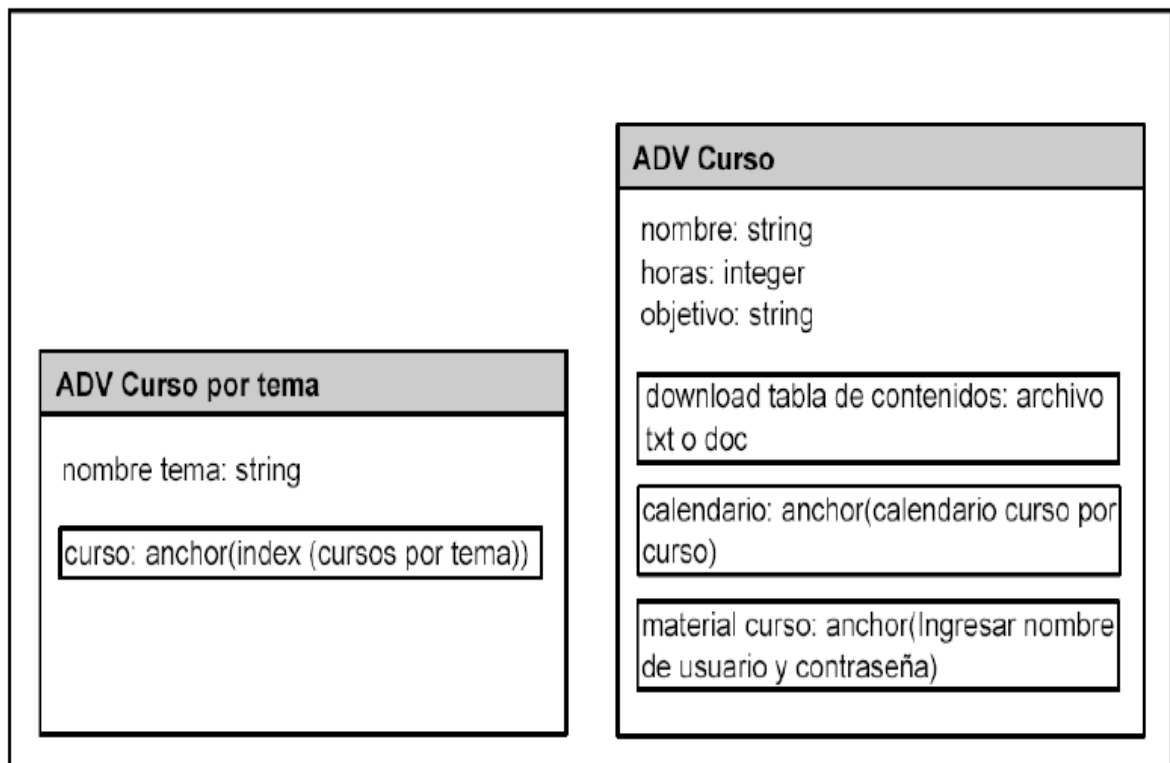 ADV Curso por tema
nombre tema: string
curso: anchor(index (cursos por tema))
ADV Curso
nombre: string
horas: integer
objetivo: string
download tabla de contenidos: archivo
txt o doc
calendario: anchor(calendario curso por
curso)
material curso: anchor(Ingresar nombre
de usuario y contraseña)